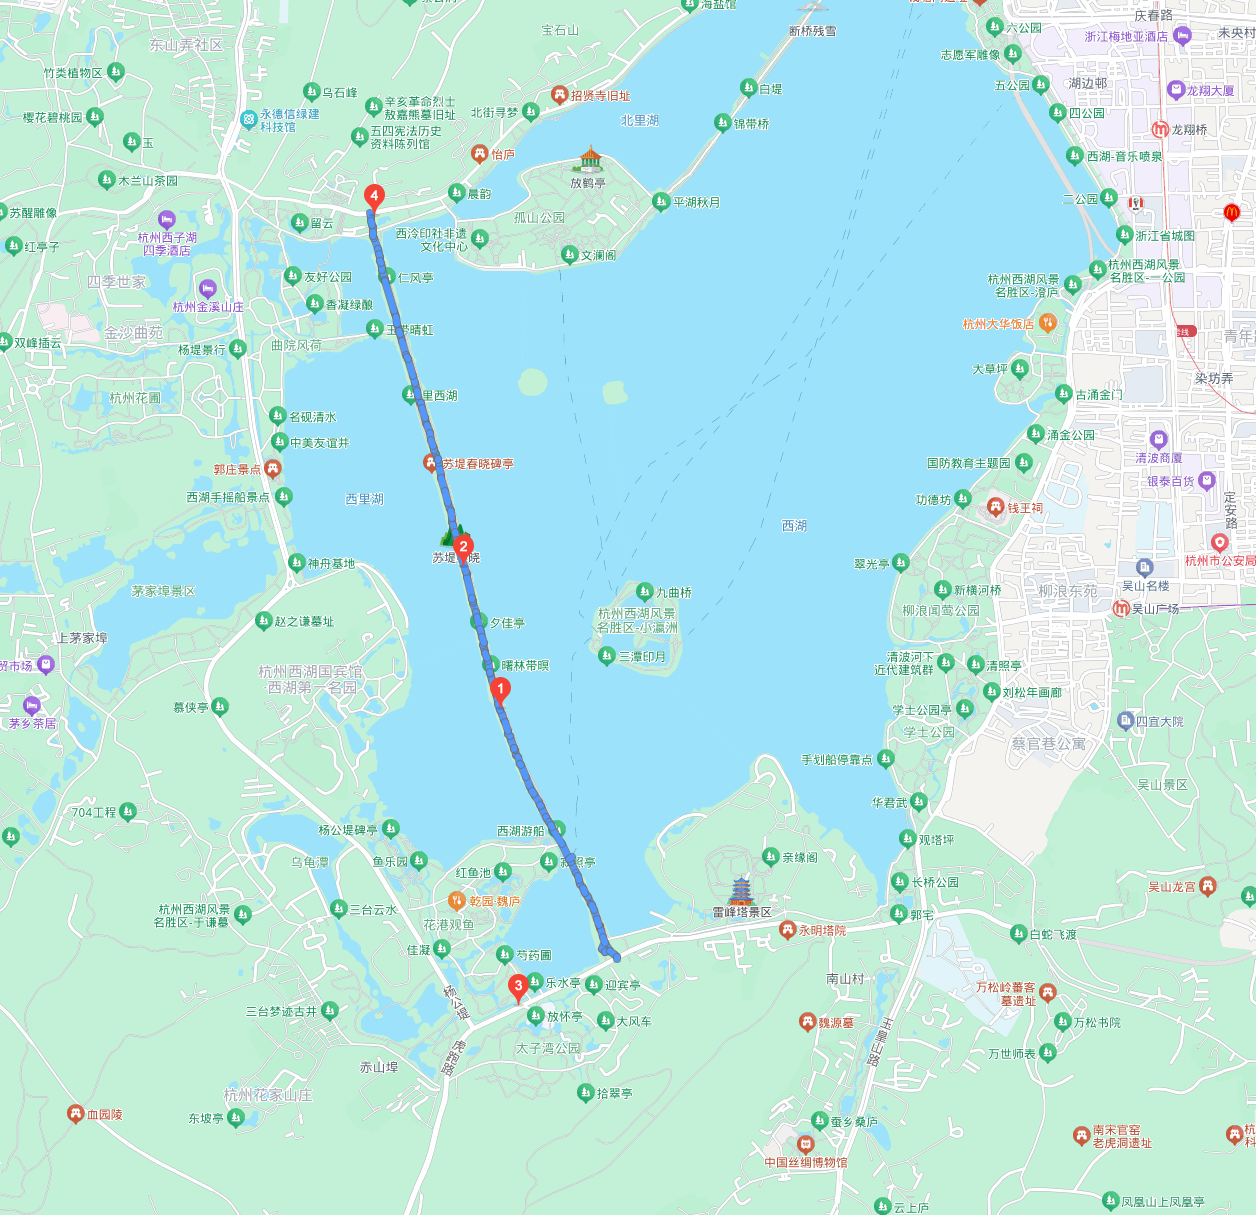 海盐馆
断桥残雪
庆春路
六公园
浙江梅地亚酒店
未央村
宝石山
东山弄社区
志愿军雕像
竹类植物区
五公园
湖边邨
龙翔大厦
乌石峰
辛亥革命烈士
敖嘉熊墓旧址
招贤寺旧址
白堤
樱花碧桃园
永德信绿建
科技馆
北街寻梦
北里湖
锦带桥
四公园
龙翔桥
玉
五四宪法历史
资料陈列馆
怡庐
西湖-音乐喷泉
木兰山茶园
4
晨韵
放鹤亭
平湖秋月
二公园
苏醒雕像
杭州西子湖
四季酒店
留云
西泠印社非遗
文化中心
孤山公园
文澜阁
浙江省城图
红亭子
四季世家
友好公园
仁风亭
杭州西湖风景
名胜区-澄庐
杭州西湖风景
名胜区-一公园
杭州金溪山庄
香凝绿酿
金沙曲苑
杨堤景行
曲院风荷
玉带晴虹
双峰插云
杭州大华饭店
号线
大草坪
染坊弄
杭州花圃
里西湖
古涌金门
名砚清水
中美友谊井
涌金公园
清波商厦
郭庄景点
苏堤春晓碑亭
国防教育主题园
银泰百货
西湖手摇船景点
西里湖
功德坊
钱王祠
定安路
西湖
苏堤春晓
2
杭州市公安局
神舟基地
翠光亭
吴山名楼
茅家埠景区
九曲桥
新横河桥
柳浪东苑
柳浪闻莺公园
吴山广场
赵之谦墓址
夕佳亭
杭州西湖风景
名胜区-小瀛洲
上茅家埠
贸市场
杭州西湖国宾馆
西湖第一名园
曙林带暝
三潭印月
清波河下
近代建筑群
清照亭
1
刘松年画廊
茅乡茶居
慕侠亭
学士公园亭
学士公园
四宜大院
蔡官巷公寓
手划船停靠点
吴山景区
704工程
杨公堤碑亭
西湖游船
华君武
观塔坪
乌龟潭
鱼乐园
红鱼池
亲缘阁
长桥公园
吴山龙宫
杭州西湖风景
名胜区-于谦墓
三台云水
乾园·魏庐
花港观鱼
雷峰塔景区
郭宅
永明塔院
白蛇飞渡
佳凝
芍药圃
3
乐水亭
迎宾亭
南山村
万松岭蕃客
墓遗址
杨公堤
三台梦迹古井
放怀亭
大风车
魏源墓
万松书院
玉皇山路
虎跑路
太子湾公园
万世师表
赤山埠
杭州花家山庄
拾翠亭
血园陵
东坡亭
蚕乡桑庐
南宋官窑
老虎洞遗址
中国丝绸博物馆
云上庐
凤凰山上凤凰亭